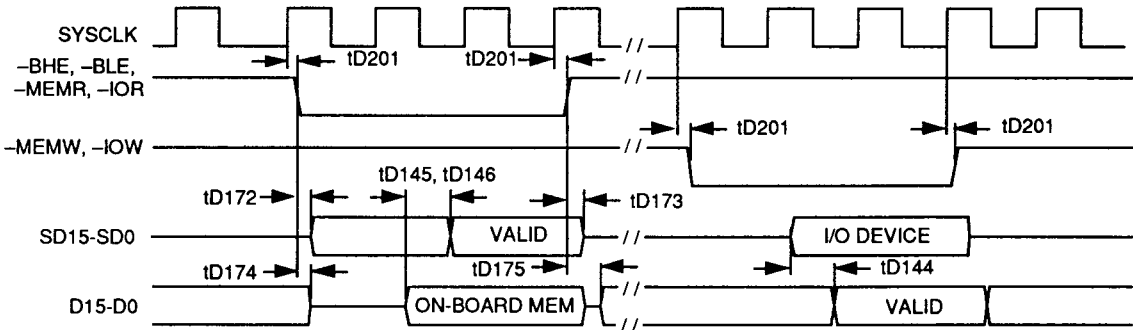 SYSCLK
tD201
tD201
–BHE, –BLE,
–MEMR, –IOR
tD201
tD201
–MEMW, –IOW
tD145, tD146
tD172
tD173
SD15-SD0
VALID
I/O DEVICE
tD174
tD175
tD144
D15-D0
ON-BOARD MEM
VALID